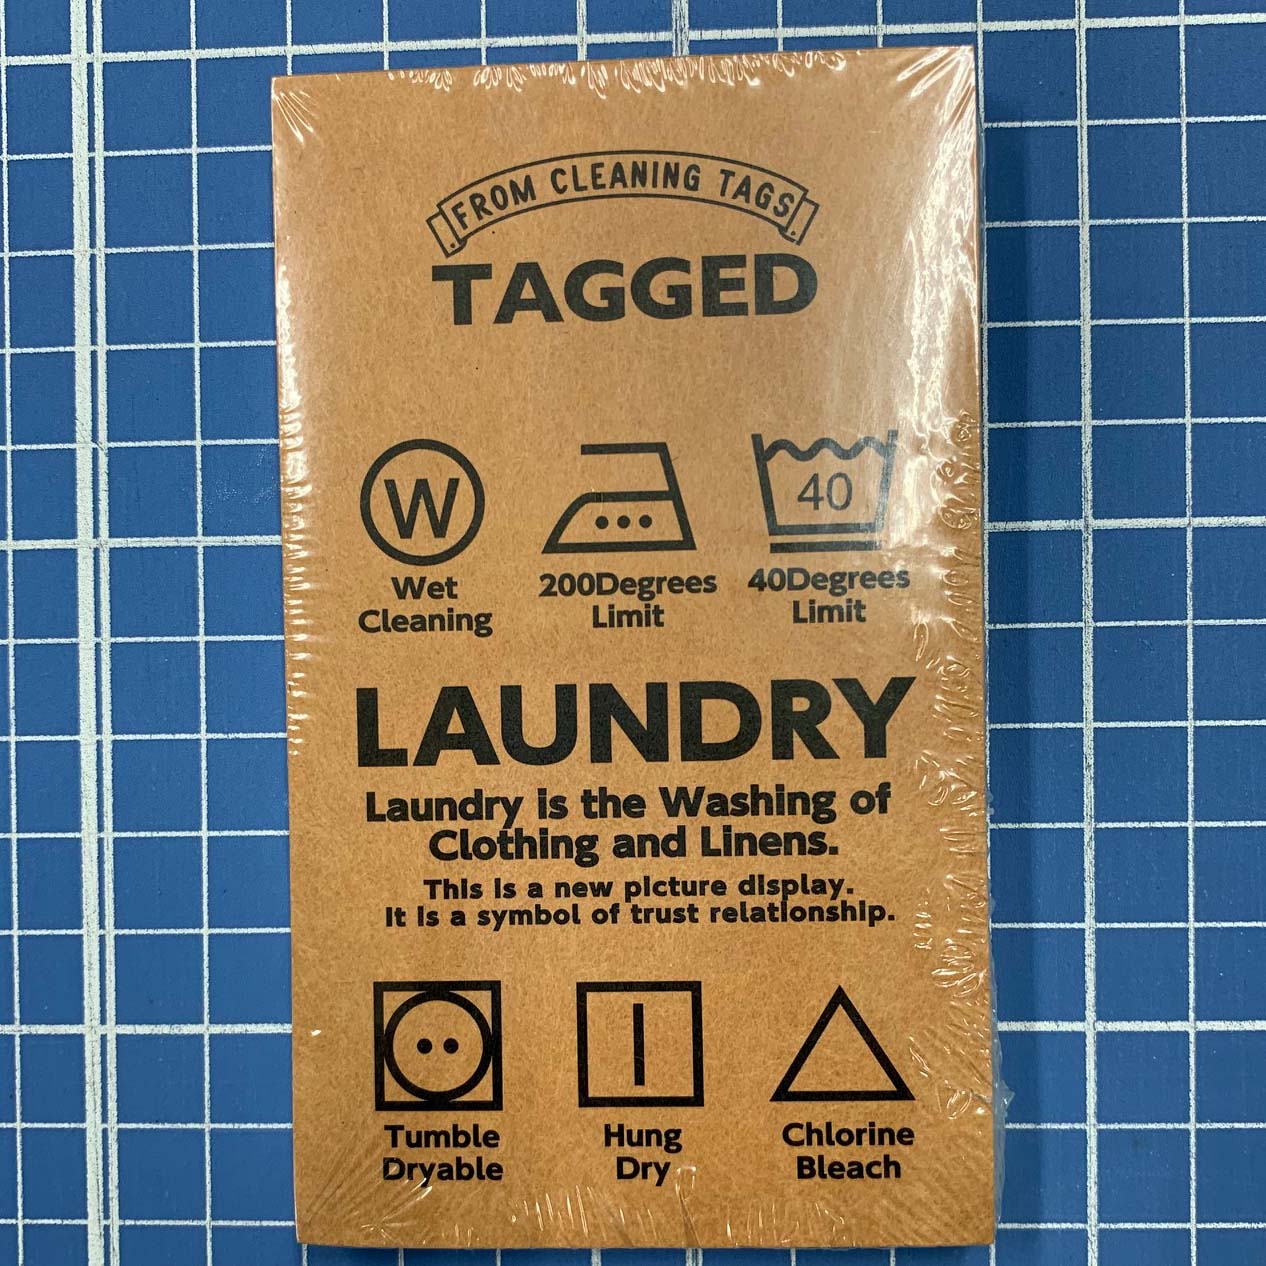 FROM CLEANING TAGS
TAGGED
W
40
Wet
Cleaning
200Degrees
Limit
40Degrees
Limit
LAUNDRY
Laundry is the Washing of
Clothing and Linens.
This is a new picture display.
It is a symbol of trust relationship.
Tumble
Dryable
Hung
Dry
Chlorine
Bleach